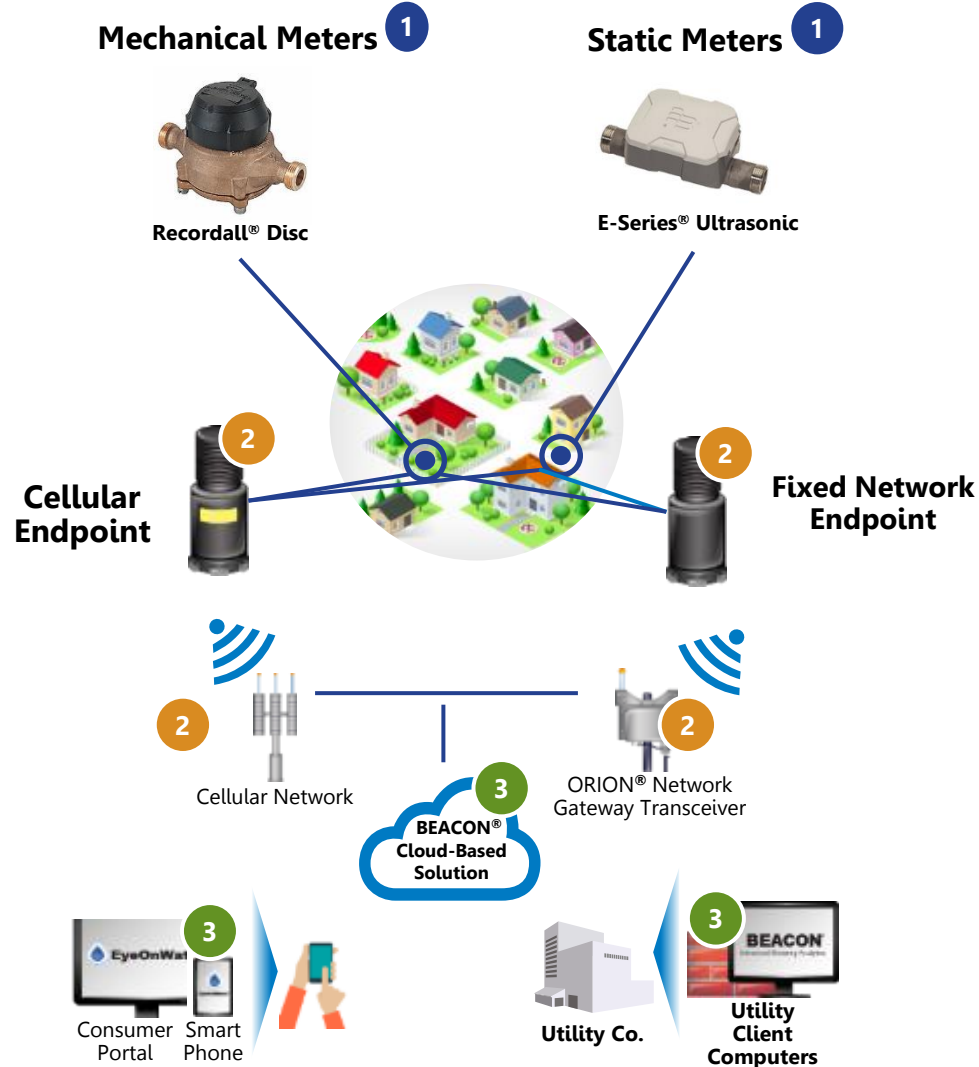 Mechanical Meters 1
Static Meters 1
Recordall® Disc
E-Series® Ultrasonic
2
2
Cellular
Endpoint
Fixed Network
Endpoint
2
2
Cellular Network
ORION® Network
Gateway Transceiver
3
BEACON®
Cloud-Based
Solution
3
EyeOnWat
3
BEACON
Consumer
Portal
Smart
Phone
Utility Co.
Utility
Client
Computers